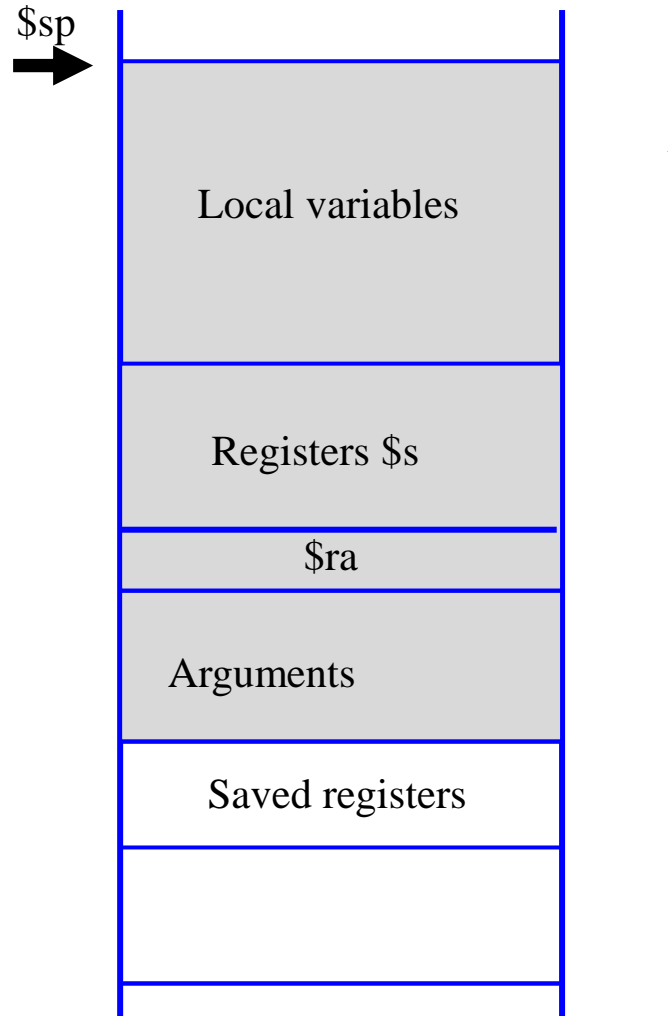 $sp
Local variables
Registers $s
$ra
Arguments
Saved registers